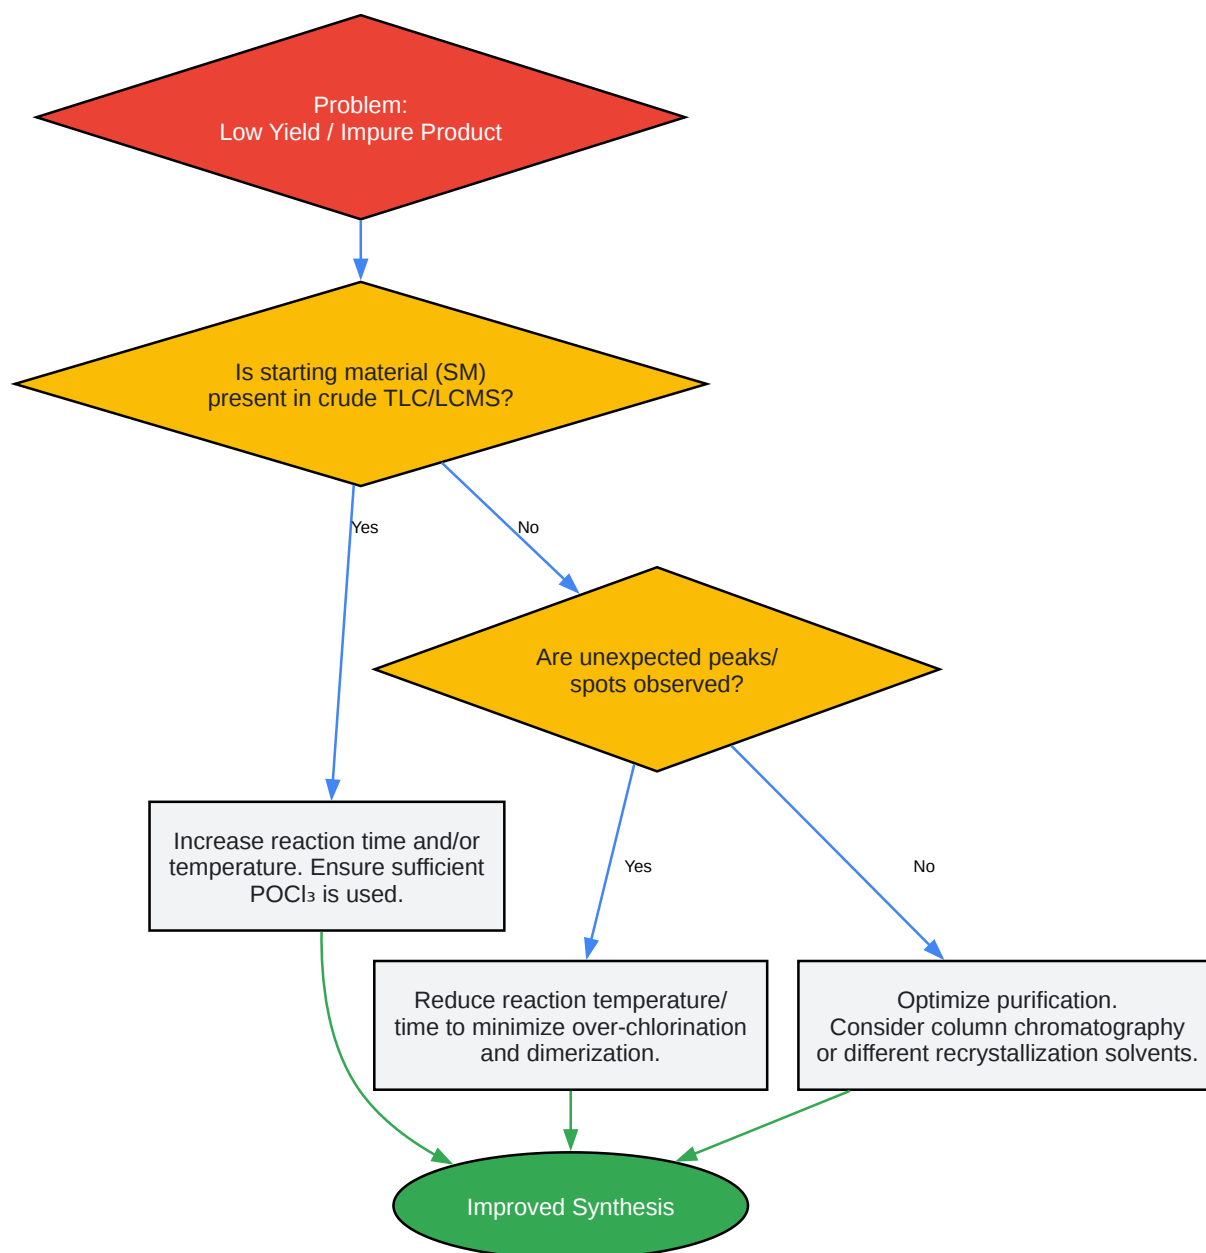 Problem:
Low Yield / Impure Product
Is starting material (SM)
present in crude TLC/LCMS?
Yes
No
Are unexpected peaks/
spots observed?
Increase reaction time and/or
temperature. Ensure sufficient
POCl₃ is used.
Yes
No
Reduce reaction temperature/
time to minimize over-chlorination
and dimerization.
Optimize purification.
Consider column chromatography
or different recrystallization solvents.
Improved Synthesis